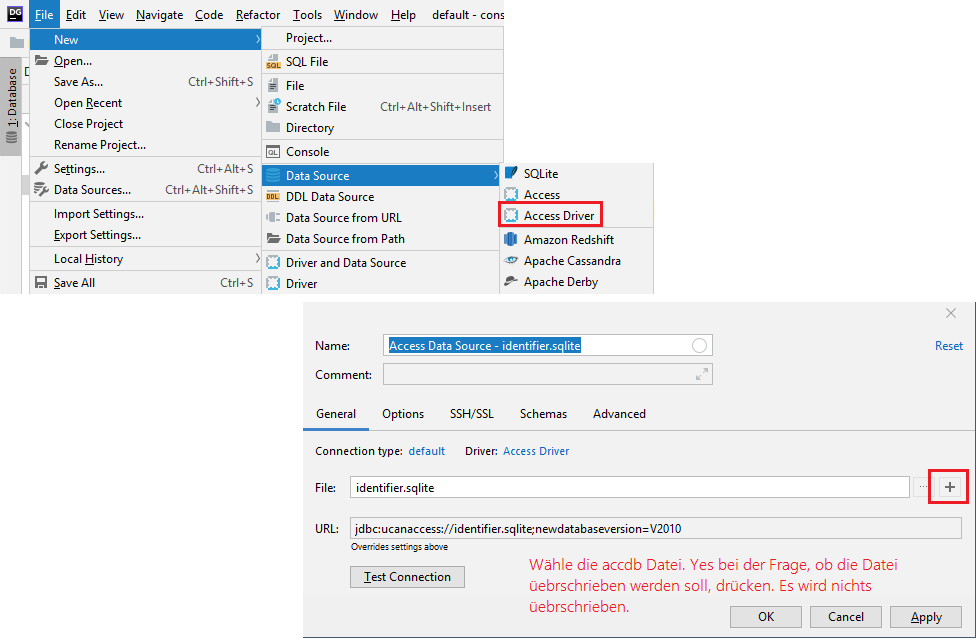 DG File Edit View Navigate Code Refactor Tools Window Help default - cons
New
Open...
Save As... Ctrl+Shift+S
Open Recent
Close Project
Rename Project...
Settings... Ctrl+Alt+S
Data Sources... Ctrl+Alt+Shift+S
Import Settings...
Export Settings...
Local History
Save All Ctrl+S
1: Database
D
Project...
SQL File
File
Scratch File Ctrl+Alt+Shift+Insert
Directory
QL Console
Data Source
DDL DDL Data Source
Data Source from URL
Data Source from Path
Driver and Data Source
Driver
SQLite
Access
Access Driver
Amazon Redshift
Apache Cassandra
Apache Derby
Name: Access Data Source - identifier.sqlite Reset
Comment:
General Options SSH/SSL Schemas Advanced
Connection type: default Driver: Access Driver
File: identifier.sqlite ... +
URL: jdbc:ucanaccess://identifier.sqlite;newdatabaseversion=V2010
Overrides settings above
Test Connection
Wähle die accdb Datei. Yes bei der Frage, ob die Datei
üebrschrieben werden soll, drücken. Es wird nichts
üebrschrieben.
OK Cancel Apply